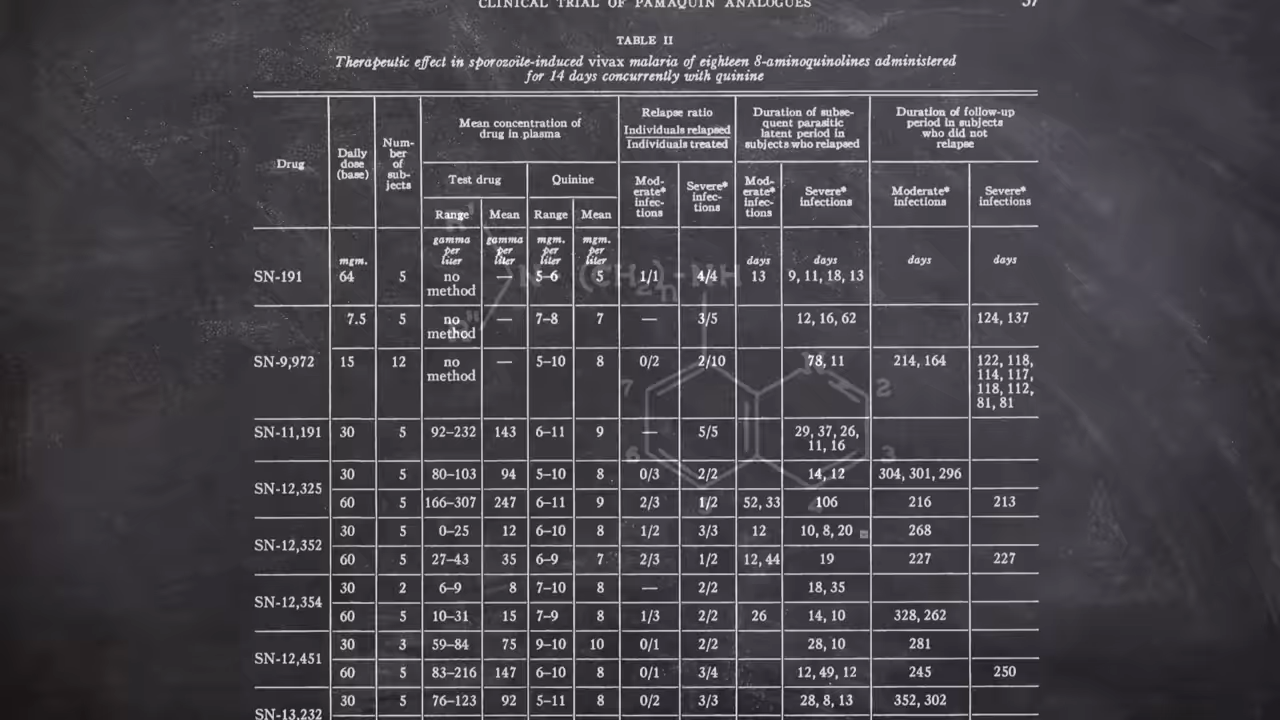 CLINICAL TRIAL OF PAMAQUIN ANALOGUES 57
TABLE II
Therapeutic effect in sporozoite-induced vivax malaria of eighteen 8-aminoquinolines administered
for 14 days concurrently with quinine
Drug
Daily
dose
(base)
Num-
ber
of
sub-
jects
Mean concentration of
drug in plasma
Test drug
Quinine
Range
Mean
Range
Mean
Relapse ratio
Individuals relapsed
Individuals treated
Mod-
erate*
infec-
tions
Severe*
infec-
tions
Duration of subse-
quent parasitic
latent period in
subjects who relapsed
Mod-
erate*
infec-
tions
Severe*
infections
Duration of follow-up
period in subjects
who did not
relapse
Moderate*
infections
Severe*
infections
mgm.
gamma
per
liter
gamma
per
liter
mgm.
per
liter
mgm.
per
liter
days
days
days
days
SN-191 64 5 no method — 5–6 5 1/1 4/4 13 9, 11, 18, 13
7.5 5 no method — 7–8 7 — 3/5 12, 16, 62 124, 137
SN-9,972 15 12 no method — 5–10 8 0/2 2/10 78, 11 214, 164 122, 118,
114, 117,
118, 112,
81, 81
SN-11,191 30 5 92–232 143 6–11 9 — 5/5 29, 37, 26,
11, 16
SN-12,325
30 5 80–103 94 5–10 8 0/3 2/2 14, 12 304, 301, 296
60 5 166–307 247 6–11 9 2/3 1/2 52, 33 106 216 213
SN-12,352
30 5 0–25 12 6–10 8 1/2 3/3 12 10, 8, 20 268
60 5 27–43 35 6–9 7 2/3 1/2 12, 44 19 227 227
SN-12,354
30 2 6–9 8 7–10 8 — 2/2 18, 35
60 5 10–31 15 7–9 8 1/3 2/2 26 14, 10 328, 262
SN-12,451
30 3 59–84 75 9–10 10 0/1 2/2 28, 10 281
60 5 83–216 147 6–10 8 0/1 3/4 12, 49, 12 245 250
SN-13,232
30 5 76–123 92 5–11 8 0/2 3/3 28, 8, 13 352, 302